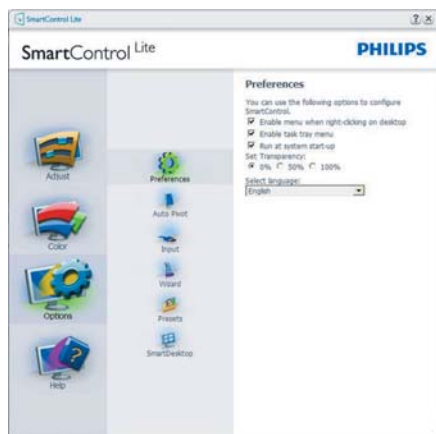 SmartControl Lite
SmartControl Lite
PHILIPS
Adjust
Color
Options
Help
Preferences
Auto Pivot
Input
Wizard
Presets
SmartDesktop
Preferences
You can use the following options to configure
SmartControl.
Enable menu when right-clicking on desktop
Enable task tray menu
Run at system start-up
Set Transparency:
0% 50% 100%
Select language:
English